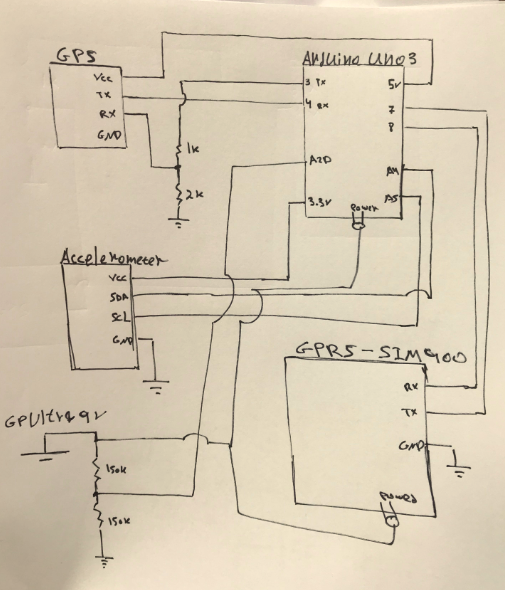 GPS
Vcc
TX
RX
GND
1k
2k
Arduino Uno3
3 Tx
4 Rx
A2D
3.3V
5V
7
8
A4
A5
Power
Accelerometer
Vcc
SDA
SCL
GND
150k
150k
GPRS-SIM900
RX
TX
GND
Power